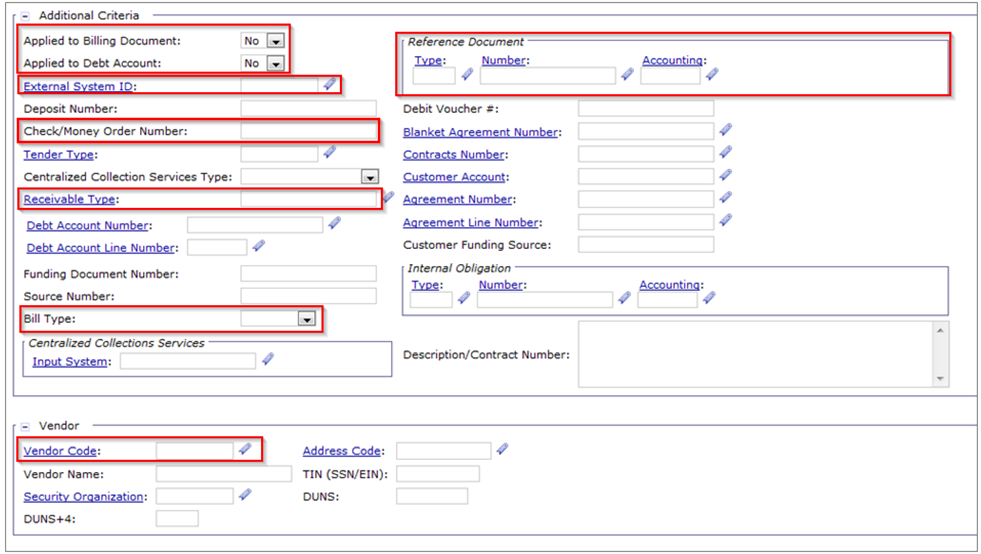 Additional Criteria
Applied to Billing Document: No
Applied to Debt Account: No
External System ID:
Deposit Number:
Check/Money Order Number:
Tender Type:
Centralized Collection Services Type:
Receivable Type:
Debt Account Number:
Debt Account Line Number:
Funding Document Number:
Source Number:
Bill Type:
Centralized Collections Services
Input System:
Reference Document
Type: Number: Accounting:
Debit Voucher #:
Blanket Agreement Number:
Contracts Number:
Customer Account:
Agreement Number:
Agreement Line Number:
Customer Funding Source:
Internal Obligation
Type: Number: Accounting:
Description/Contract Number:
Vendor
Vendor Code: Address Code:
Vendor Name: TIN (SSN/EIN):
Security Organization: DUNS:
DUNS+4: